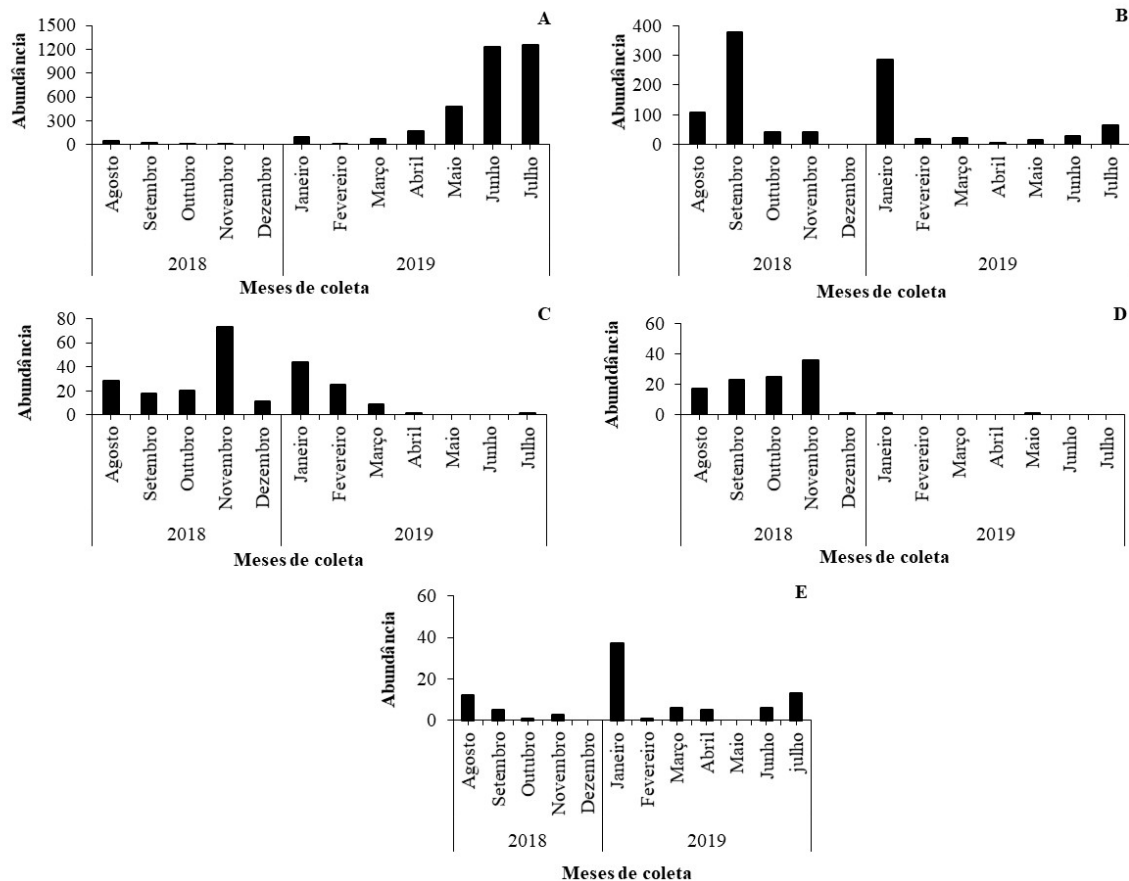 A
Abundância
1500
1200
900
600
300
0
Agosto
Setembro
Outubro
Novembro
Dezembro
Janeiro
Fevereiro
Março
Abril
Maio
Junho
Julho
2018
2019
Meses de coleta
B
Abundância
400
300
200
100
0
Agosto
Setembro
Outubro
Novembro
Dezembro
Janeiro
Fevereiro
Março
Abril
Maio
Junho
Julho
2018
2019
Meses de coleta
C
Abundância
80
60
40
20
0
Agosto
Setembro
Outubro
Novembro
Dezembro
Janeiro
Fevereiro
Março
Abril
Maio
Junho
Julho
2018
2019
Meses de coleta
D
Abunddância
60
40
20
0
Agosto
Setembro
Outubro
Novembro
Dezembro
Janeiro
Fevereiro
Março
Abril
Maio
Junho
Julho
2018
2019
Meses de coleta
E
Abundância
60
40
20
0
Agosto
Setembro
Outubro
Novembro
Dezembro
Janeiro
Fevereiro
Março
Abril
Maio
Junho
julho
2018
2019
Meses de coleta